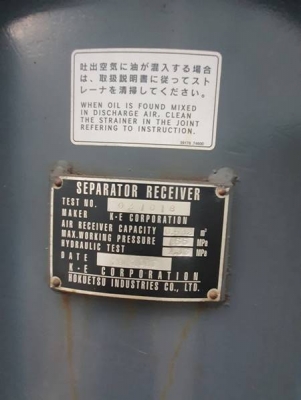 吐出空気に油が混入する場合
は、取扱説明書に従ってスト
レーナを清掃してください。
WHEN OIL IS FOUND MIXED
IN DISCHARGE AIR. CLEAN
THE STRAINER IN THE JOINT
REFERING TO INSTRUCTION.
SEPARATOR RECEIVER
TEST NO.
MAKER K-E CORPORATION
AIR RECEIVER CAPACITY m³
MAX.WORKING PRESSURE MPa
HYDRAULIC TEST MPa
DATE
K-E CORPORATION
HOKUETSU INDUSTRIES CO., LTD.